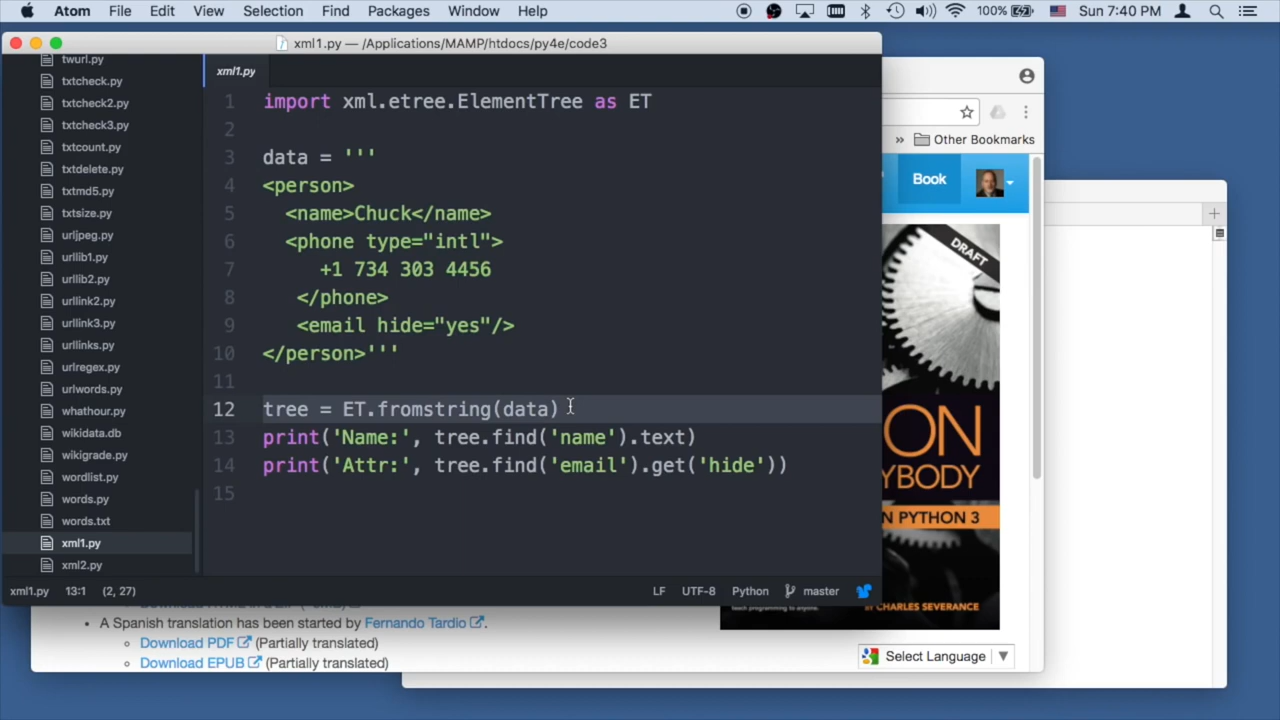 Atom File Edit View Selection Find Packages Window Help 100% Sun 7:40 PM
xml1.py — /Applications/MAMP/htdocs/py4e/code3
twurl.py
txtcheck.py
txtcheck2.py
txtcheck3.py
txtcount.py
txtdelete.py
txtmd5.py
txtsize.py
urljpeg.py
urllib1.py
urllib2.py
urllink2.py
urllink3.py
urllinks.py
urlregex.py
urlwords.py
whathour.py
wikidata.db
wikigrade.py
wordlist.py
words.py
words.txt
xml1.py
xml2.py
xml1.py
1 import xml.etree.ElementTree as ET
2
3 data = '''
4 <person>
5   <name>Chuck</name>
6   <phone type="intl">
7      +1 734 303 4456
8    </phone>
9    <email hide="yes"/>
10 </person>'''
11
12 tree = ET.fromstring(data)
13 print('Name:', tree.find('name').text)
14 print('Attr:', tree.find('email').get('hide'))
15
xml1.py 13:1 (2, 27) LF UTF-8 Python master
» Other Bookmarks
Book
DRAFT
ON
YBODY
N PYTHON 3
teach programming to anyone.
BY CHARLES SEVERANCE
A Spanish translation has been started by Fernando Tardio.
Download PDF (Partially translated)
Download EPUB (Partially translated)
Select Language ▼